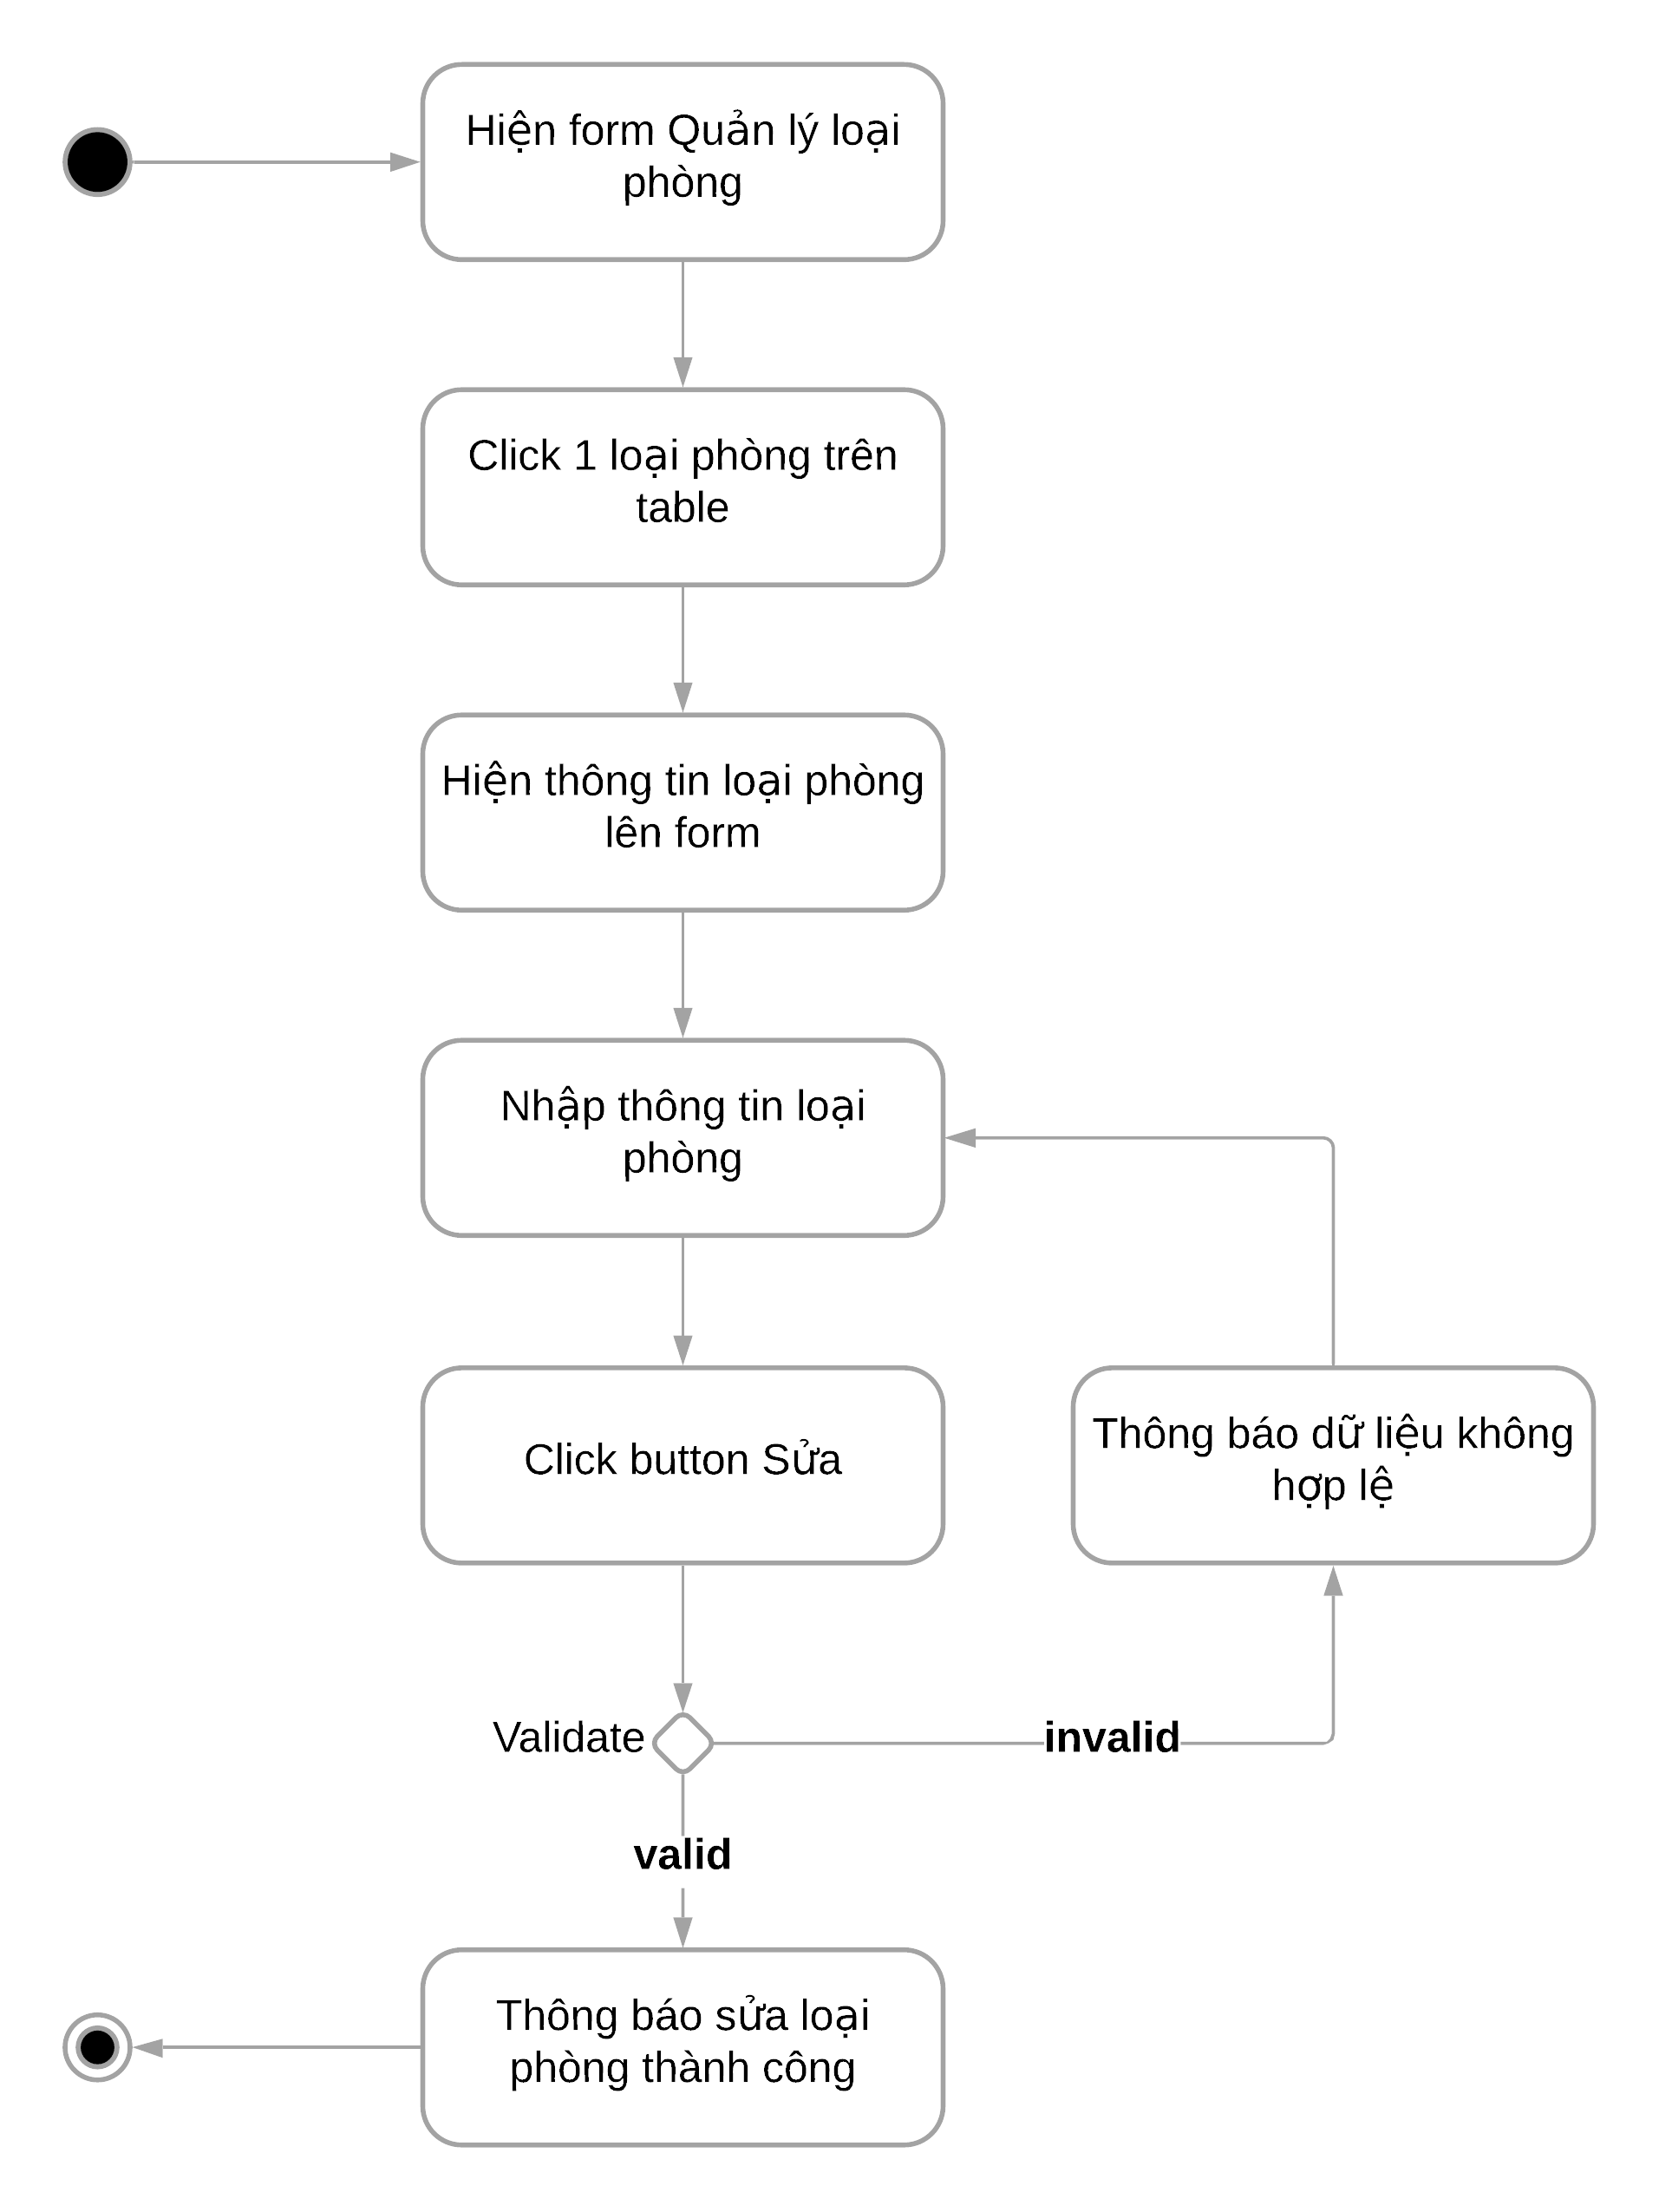 Hiện form Quản lý loại
phòng
Click 1 loại phòng trên
table
Hiện thông tin loại phòng
lên form
Nhập thông tin loại
phòng
Click button Sửa
Thông báo dữ liệu không
hợp lệ
Validate
invalid
valid
Thông báo sửa loại
phòng thành công